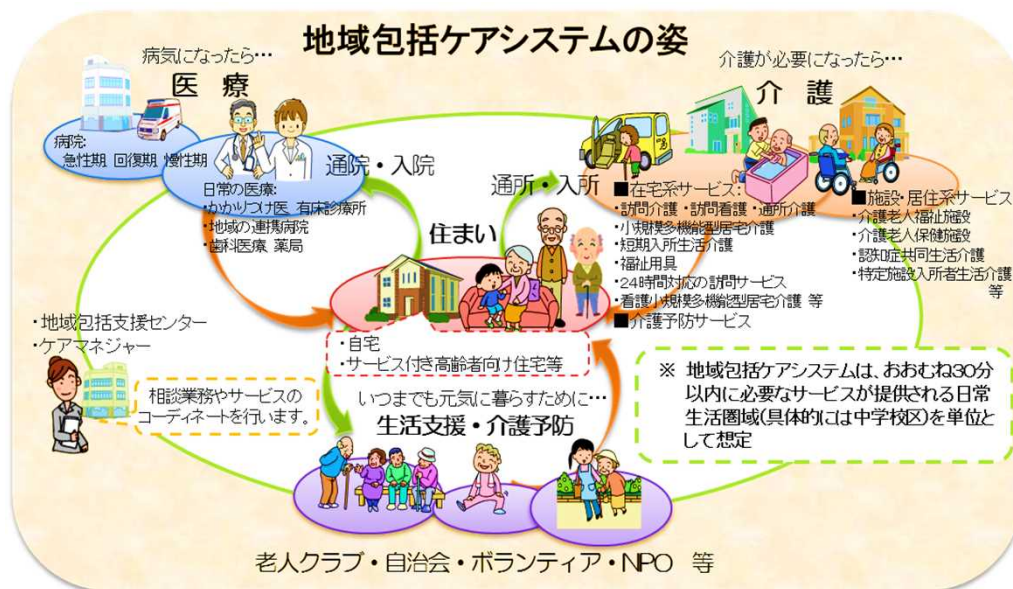 地域包括ケアシステムの姿
病気になったら…
医 療
病院:
急性期 回復期 慢性期
日常の医療:
・かかりつけ医 有床診療所
・地域の連携病院
・歯科医療 薬局
通院・入院
介護が必要になったら…
介 護
通所・入所
■在宅系サービス:
・訪問介護 ・訪問看護 ・通所介護
・小規模多機能型居宅介護
・短期入所生活介護
・福祉用具
・24時間対応の訪問サービス
・看護小規模多機能型居宅介護 等
■介護予防サービス
■施設・居住系サービス
・介護老人福祉施設
・介護老人保健施設
・認知症共同生活介護
・特定施設入所者生活介護
等
住まい
・自宅
・サービス付き高齢者向け住宅等
・地域包括支援センター
・ケアマネジャー
相談業務やサービスの
コーディネートを行います。
いつまでも元気に暮らすために…
生活支援・介護予防
※ 地域包括ケアシステムは、おおむね30分
以内に必要なサービスが提供される日常
生活圏域(具体的には中学校区)を単位と
して想定
老人クラブ・自治会・ボランティア・NPO 等